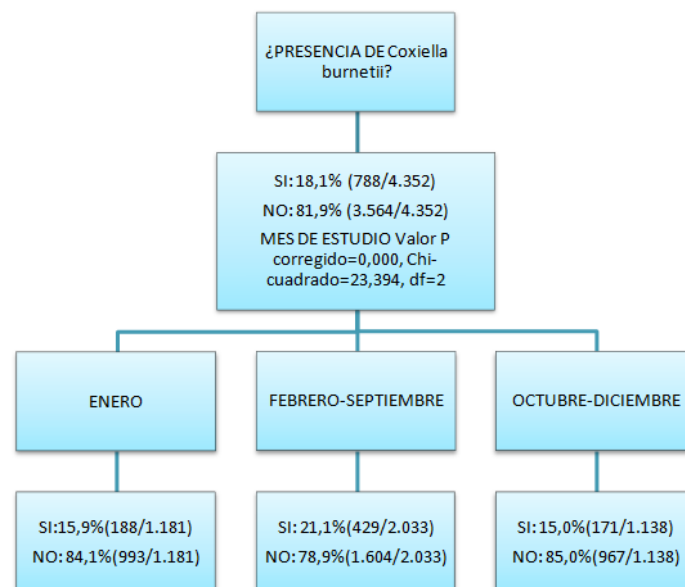 ¿PRESENCIA DE Coxiella
burnetii?
SI: 18,1% (788/4.352)
NO: 81,9% (3.564/4.352)
MES DE ESTUDIO Valor P
corregido=0,000, Chi-
cuadrado=23,394, df=2
ENERO
FEBRERO-SEPTIEMBRE
OCTUBRE-DICIEMBRE
SI:15,9%(188/1.181)
NO: 84,1% (993/1.181)
SI: 21,1%(429/2.033)
NO: 78,9%(1.604/2.033)
SI: 15,0%(171/1.138)
NO: 85,0%(967/1.138)